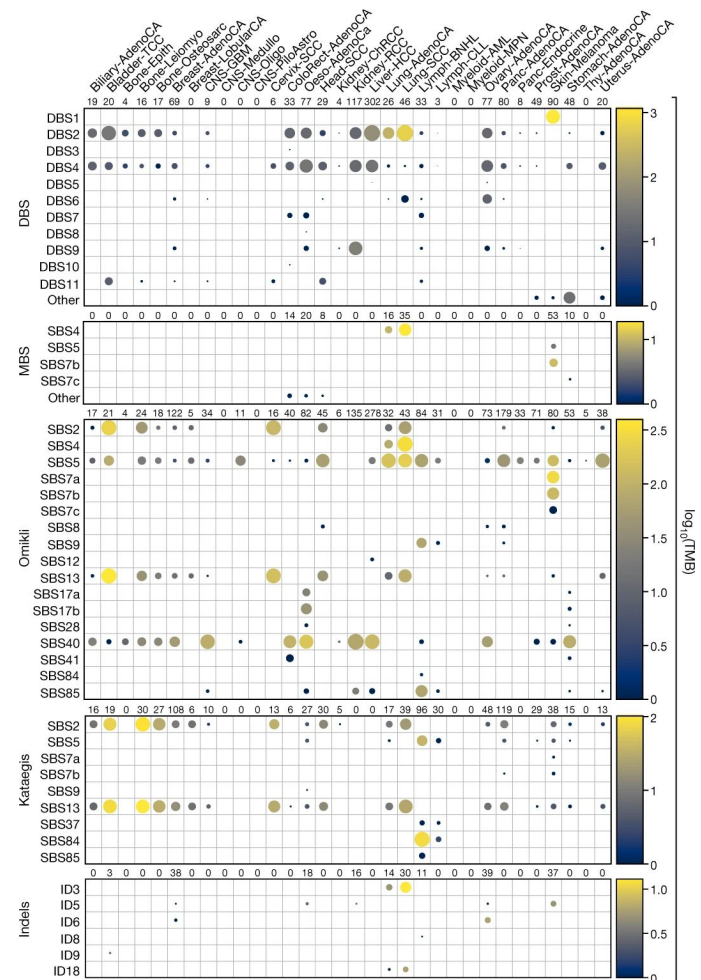 Biliary-AdenoCA
Bladder-TCC
Bone-Epith
Bone-Leiomyo
Bone-Osteosarc
Breast-AdenoCA
Breast-LobularCA
CNS-GBM
CNS-Medullo
CNS-Oligo
CNS-PiloAstro
Cervix-SCC
ColoRect-AdenoCA
Oeso-AdenoCa
Head-SCC
Kidney-ChRCC
Kidney-RCC
Liver-HCC
Lung-AdenoCA
Lung-SCC
Lymph-BNHL
Lymph-CLL
Myeloid-AML
Myeloid-MPN
Ovary-AdenoCA
Panc-AdenoCA
Panc-Endocrine
Prost-AdenoCA
Skin-Melanoma
Stomach-AdenoCA
Thy-AdenoCA
Uterus-AdenoCA
19 20 4 16 17 69 0 9 0 0 0 6 33 77 29 4 117 302 26 46 33 3 0 0 77 80 8 49 90 48 0 20
DBS
DBS1
DBS2
DBS3
DBS4
DBS5
DBS6
DBS7
DBS8
DBS9
DBS10
DBS11
Other
3
2
1
0
0 0 0 0 0 0 0 0 0 0 0 0 14 20 8 0 0 0 16 35 0 0 0 0 0 0 0 0 53 10 0 0
MBS
SBS4
SBS5
SBS7b
SBS7c
Other
1
0
17 21 4 24 18 122 5 34 0 11 0 16 40 82 45 6 135 278 32 43 84 31 0 0 73 179 33 71 80 53 5 38
Omikli
SBS2
SBS4
SBS5
SBS7a
SBS7b
SBS7c
SBS8
SBS9
SBS12
SBS13
SBS17a
SBS17b
SBS28
SBS40
SBS41
SBS84
SBS85
2.5
2.0
1.5
1.0
0.5
0
log10(TMB)
16 19 0 30 27 108 6 10 0 0 0 13 6 27 30 5 0 0 17 39 96 30 0 0 48 119 0 29 38 15 0 13
Kataegis
SBS2
SBS5
SBS7a
SBS7b
SBS9
SBS13
SBS37
SBS84
SBS85
2
1
0
0 3 0 0 0 38 0 0 0 0 0 0 0 18 0 0 16 0 14 30 11 0 0 0 39 0 0 0 37 0 0 0
Indels
ID3
ID5
ID6
ID8
ID9
ID18
1.0
0.5
0